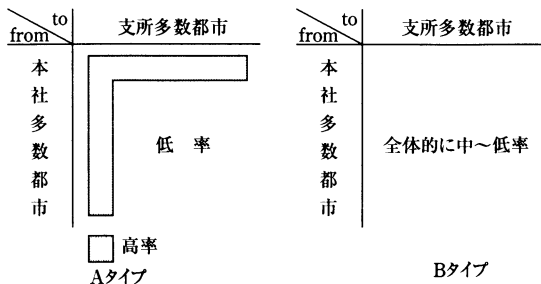 to
from
支所多数都市
本社多数都市
低 率
高率
Aタイプ
to
from
支所多数都市
本社多数都市
全体的に中～低率
Bタイプ